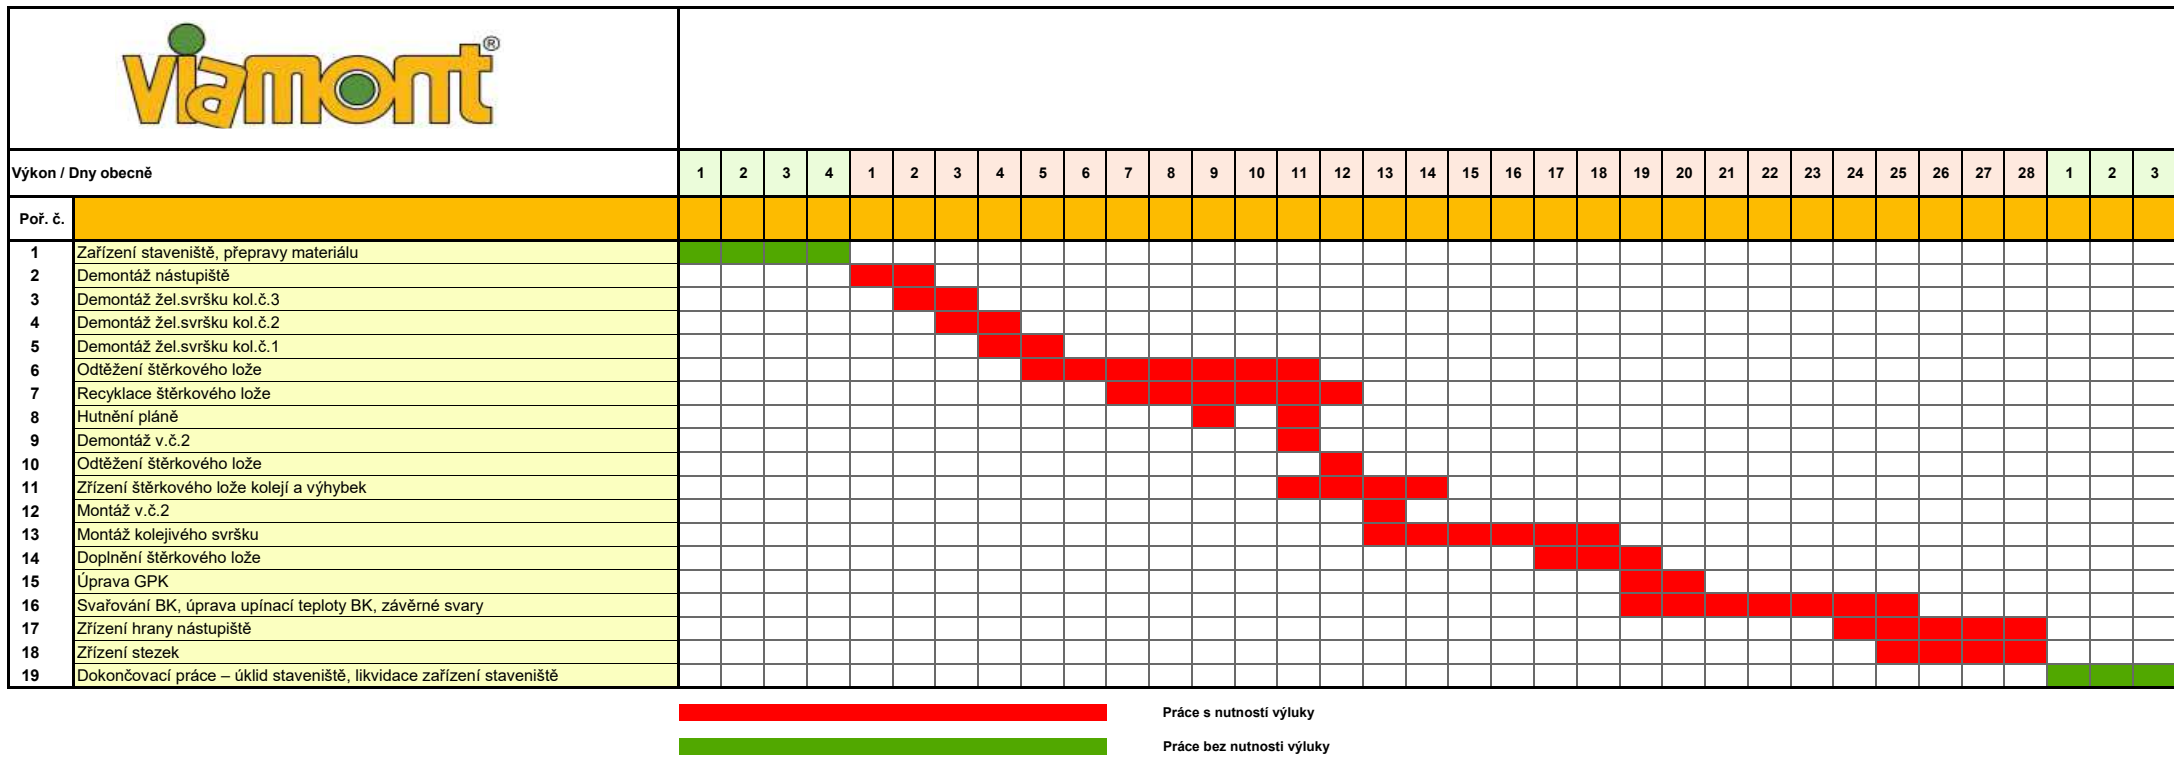 viamont®
Výkon / Dny obecně 1 2 3 4 1 2 3 4 5 6 7 8 9 10 11 12 13 14 15 16 17 18 19 20 21 22 23 24 25 26 27 28 1 2 3
Poř. č.
1 Zařízení staveniště, přepravy materiálu
2 Demontáž nástupiště
3 Demontáž žel.svršku kol.č.3
4 Demontáž žel.svršku kol.č.2
5 Demontáž žel.svršku kol.č.1
6 Odtěžení štěrkového lože
7 Recyklace štěrkového lože
8 Hutnění pláně
9 Demontáž v.č.2
10 Odtěžení štěrkového lože
11 Zřízení štěrkového lože kolejí a výhybek
12 Montáž v.č.2
13 Montáž kolejivého svršku
14 Doplnění štěrkového lože
15 Úprava GPK
16 Svařování BK, úprava upínací teploty BK, závěrné svary
17 Zřízení hrany nástupiště
18 Zřízení stezek
19 Dokončovací práce – úklid staveniště, likvidace zařízení staveniště
Práce s nutností výluky
Práce bez nutnosti výluky